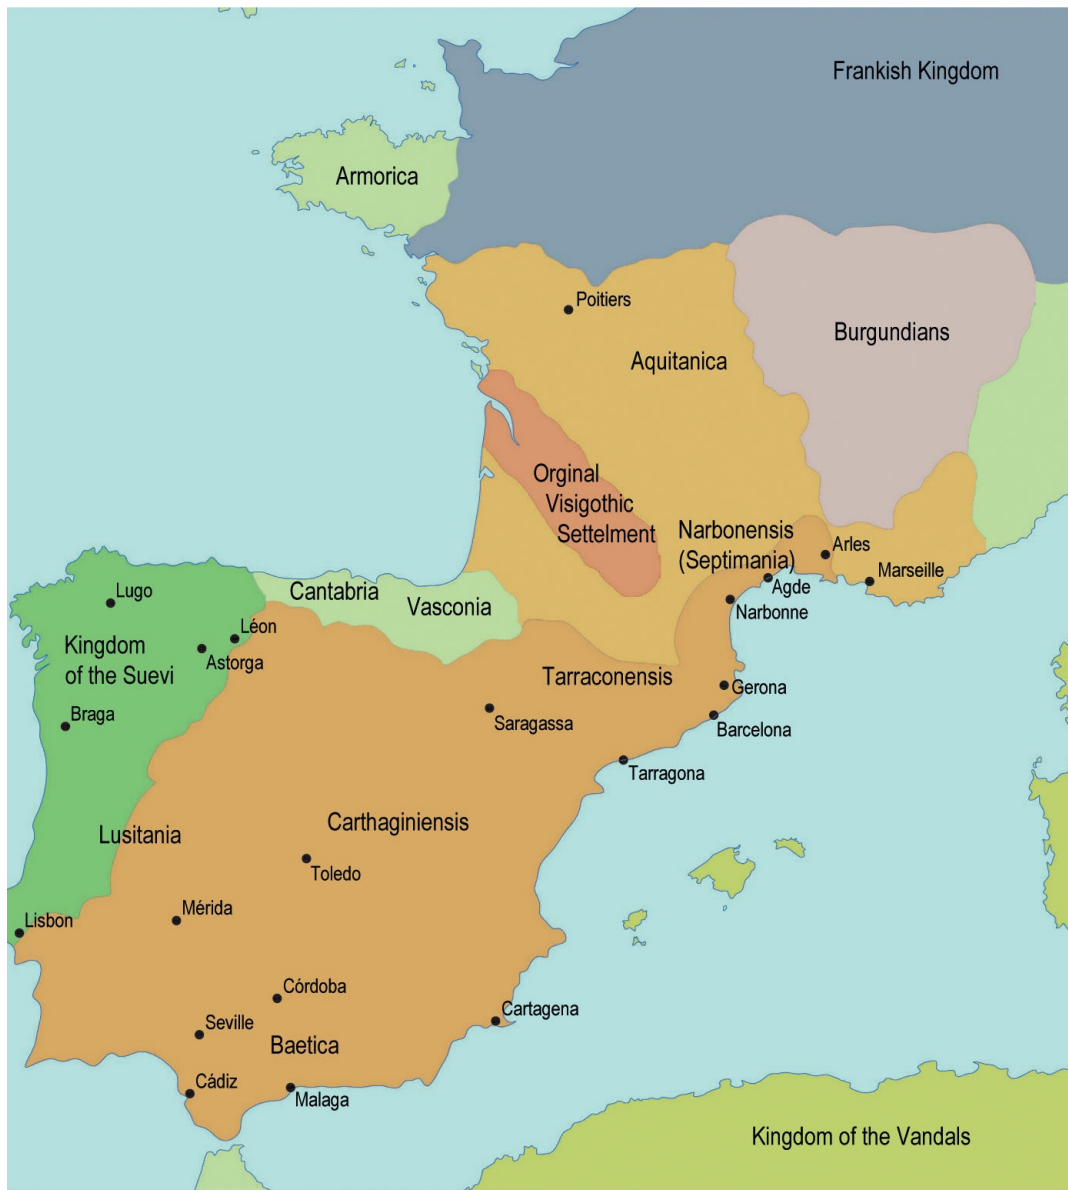 Frankish Kingdom
Armorica
Poitiers
Burgundians
Aquitanica
Orginal
Visigothic
Settelment
Narbonensis
(Septimania)
Arles
Marseille
Agde
Narbonne
Cantabria
Vasconia
Lugo
Léon
Kingdom
of the Suevi
Astorga
Tarraconensis
Gerona
Braga
Saragassa
Barcelona
Tarragona
Lusitania
Carthaginiensis
Toledo
Mérida
Lisbon
Córdoba
Cartagena
Seville
Baetica
Cádiz
Malaga
Kingdom of the Vandals